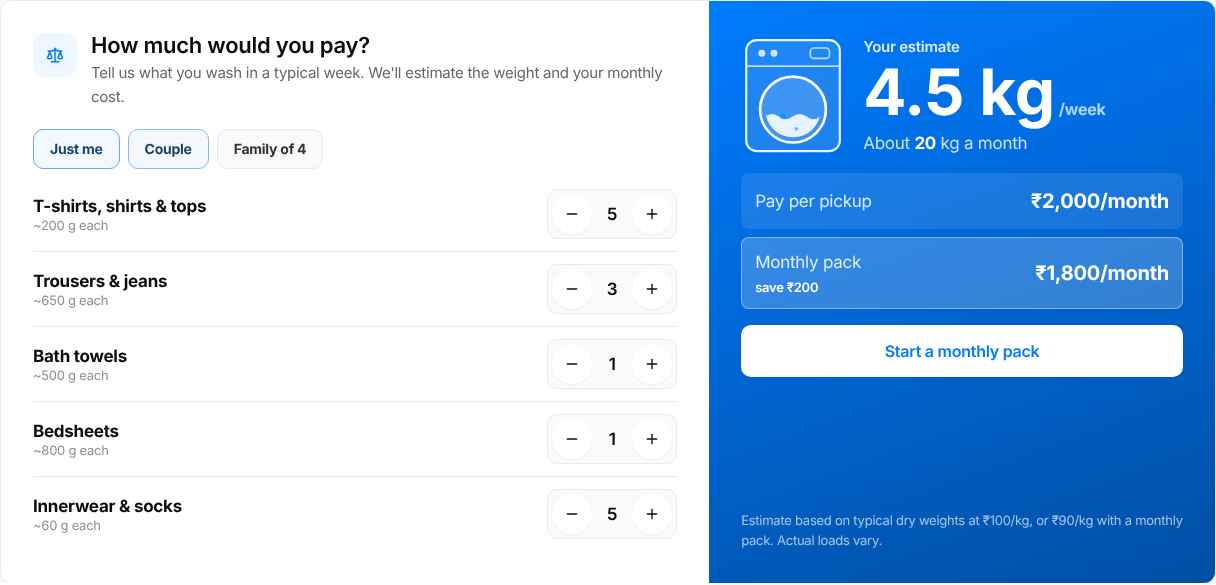 How much would you pay?
Tell us what you wash in a typical week. We'll estimate the weight and your monthly
cost.
Just me
Couple
Family of 4
T-shirts, shirts & tops
~200 g each
− 5 +
Trousers & jeans
~650 g each
− 3 +
Bath towels
~500 g each
− 1 +
Bedsheets
~800 g each
− 1 +
Innerwear & socks
~60 g each
− 5 +
Your estimate
4.5 kg /week
About 20 kg a month
Pay per pickup ₹2,000/month
Monthly pack
save ₹200
₹1,800/month
Start a monthly pack
Estimate based on typical dry weights at ₹100/kg, or ₹90/kg with a monthly
pack. Actual loads vary.